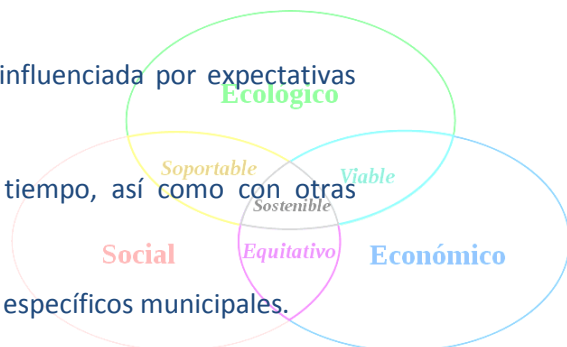 influenciada por expectativas
Ecológico
Soportable
Viable
tiempo, así como con otras
Sostenible
Social
Equitativo
Económico
específicos municipales.